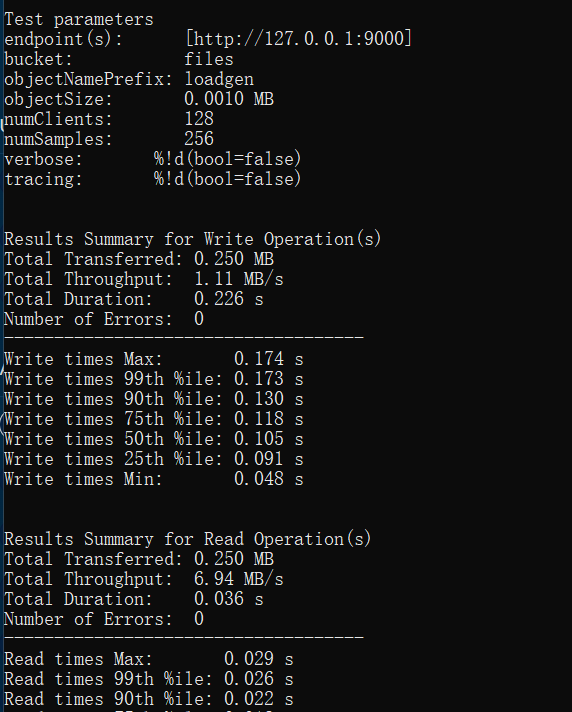 Test parameters
endpoint(s): [http://127.0.0.1:9000]
bucket: files
objectNamePrefix: loadgen
objectSize: 0.0010 MB
numClients: 128
numSamples: 256
verbose: %!d(bool=false)
tracing: %!d(bool=false)
Results Summary for Write Operation(s)
Total Transferred: 0.250 MB
Total Throughput: 1.11 MB/s
Total Duration: 0.226 s
Number of Errors: 0
------------------------------------
Write times Max: 0.174 s
Write times 99th %ile: 0.173 s
Write times 90th %ile: 0.130 s
Write times 75th %ile: 0.118 s
Write times 50th %ile: 0.105 s
Write times 25th %ile: 0.091 s
Write times Min: 0.048 s
Results Summary for Read Operation(s)
Total Transferred: 0.250 MB
Total Throughput: 6.94 MB/s
Total Duration: 0.036 s
Number of Errors: 0
------------------------------------
Read times Max: 0.029 s
Read times 99th %ile: 0.026 s
Read times 90th %ile: 0.022 s